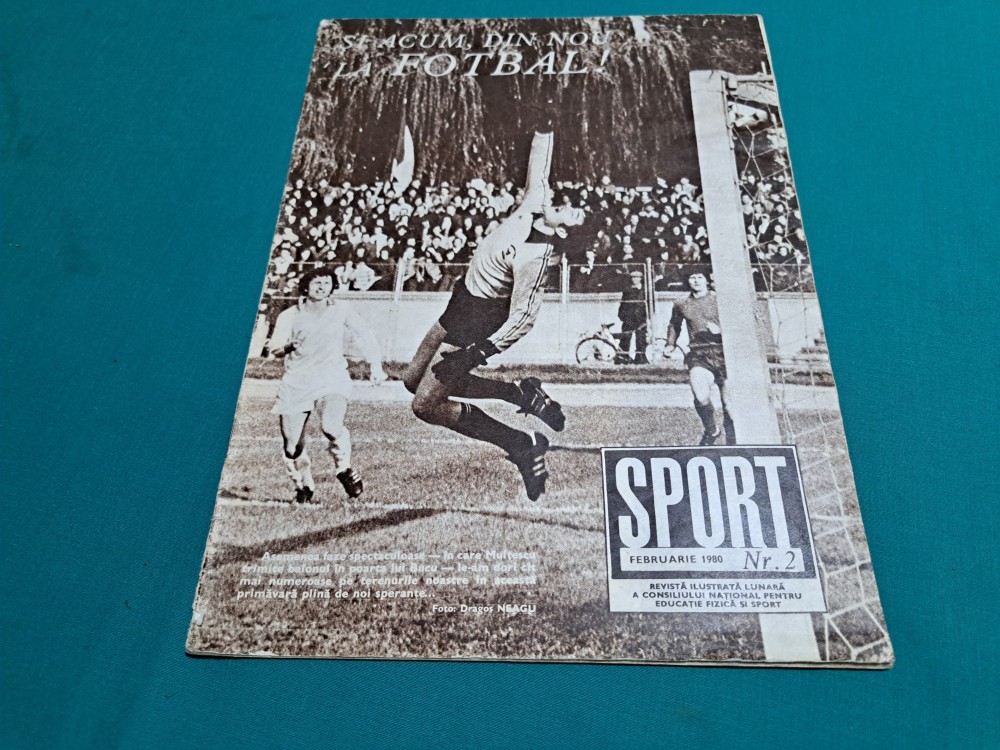 ȘI ACUM, DIN NOU
LA FOTBAL!
Asemenea faze spectaculoase — în care Mulțescu
trimite balonul în poarta lui Bucu — le-am dori cît
mai numeroase pe terenurile noastre în această
primăvară plină de noi speranțe...
Foto: Dragoș NEAGU
SPORT
FEBRUARIE 1980 Nr. 2
REVISTĂ ILUSTRATĂ LUNARĂ
A CONSILIULUI NAȚIONAL PENTRU
EDUCAȚIE FIZICĂ ȘI SPORT